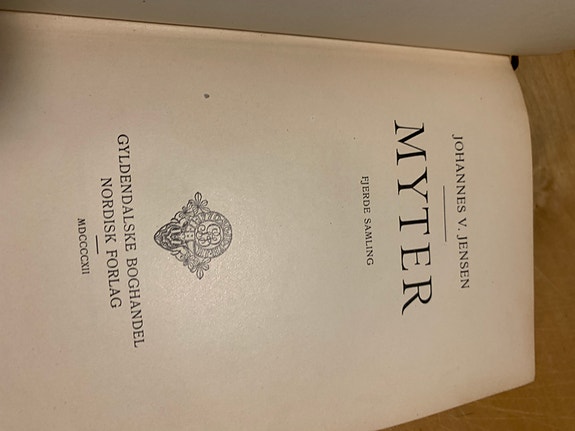 JOHANNES V. JENSEN
MYTER
FJERDE SAMLING
GYLDENDALSKE BOGHANDEL
NORDISK FORLAG
MDCCCCXII